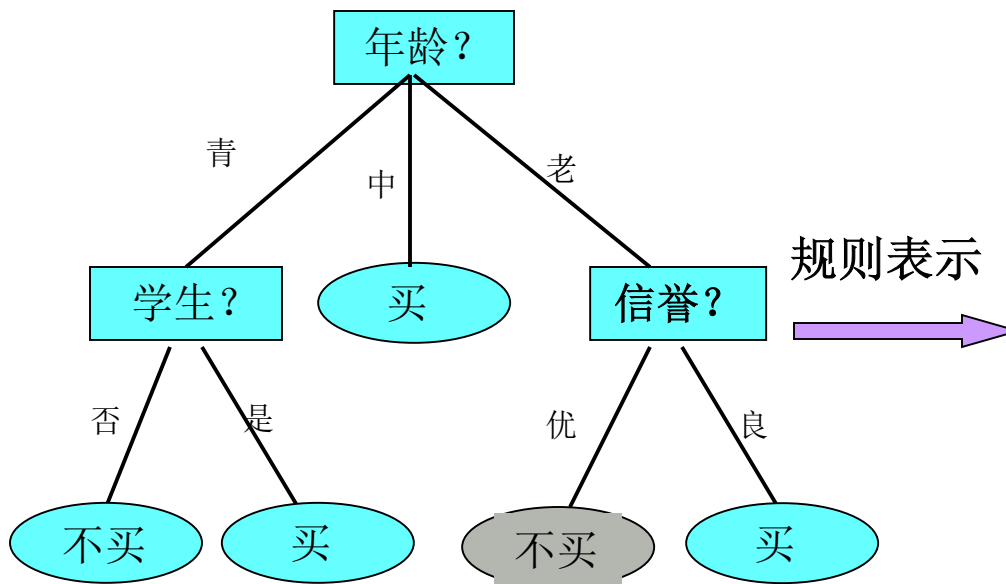 年龄？
青
中
老
规则表示
学生？
买
信誉？
否
是
优
良
不买
买
不买
买